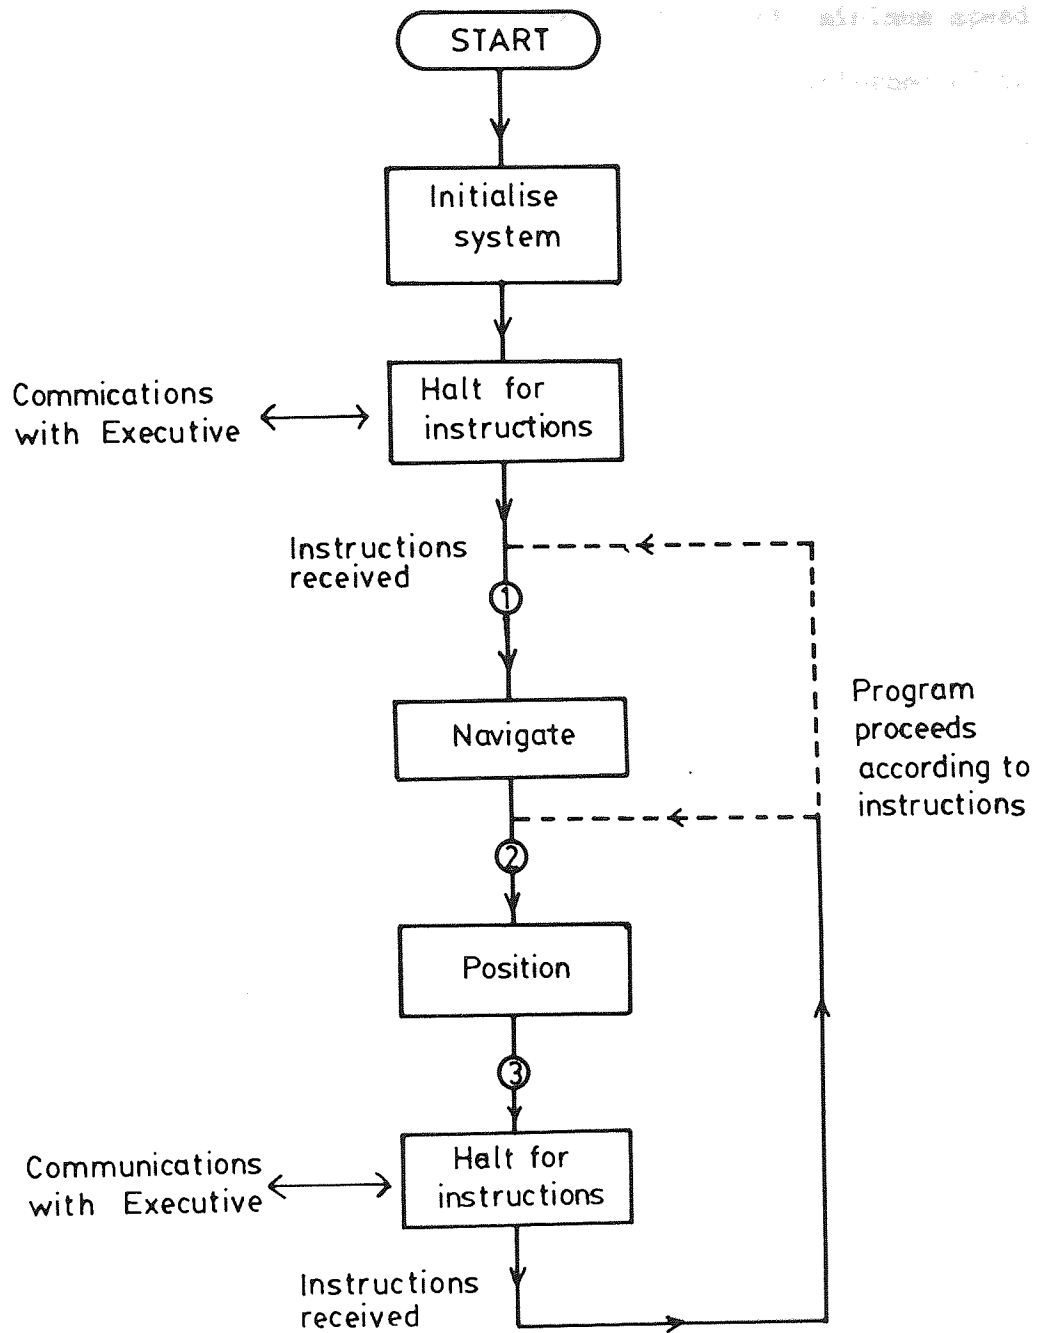 START
Initialise
system
Commications
with Executive
Halt for
instructions
Instructions
received
1
Navigate
Program
proceeds
according to
instructions
2
Position
3
Communications
with Executive
Halt for
instructions
Instructions
received